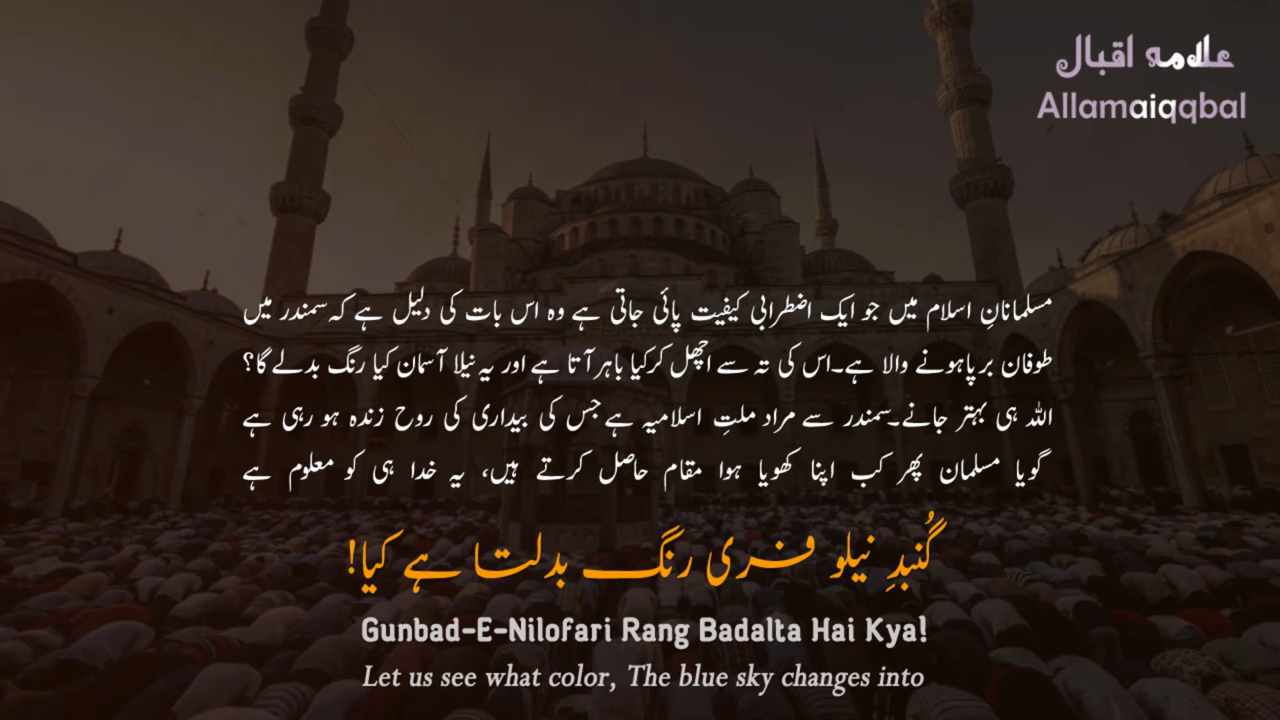 علامہ اقبال
Allamaiqqbal
مسلمانانِ اسلام میں جو ایک اضطرابی کیفیت پائی جاتی ہے وہ اس بات کی دلیل ہے کہ سمندر میں
طوفان برپا ہونے والا ہے۔اس کی تہ سے اچھل کر کیا باہر آتا ہے اور یہ نیلا آسمان کیا رنگ بدلے گا؟
اللہ ہی بہتر جانے۔سمندر سے مراد ملتِ اسلامیہ ہے جس کی بیداری کی روح زندہ ہو رہی ہے
گویا مسلمان پھر کب اپنا کھویا ہوا مقام حاصل کرتے ہیں، یہ خدا ہی کو معلوم ہے
گُنبدِ نیلو فری رنگ بدلتا ہے کیا!
Gunbad-E-Nilofari Rang Badalta Hai Kya!
Let us see what color, The blue sky changes into